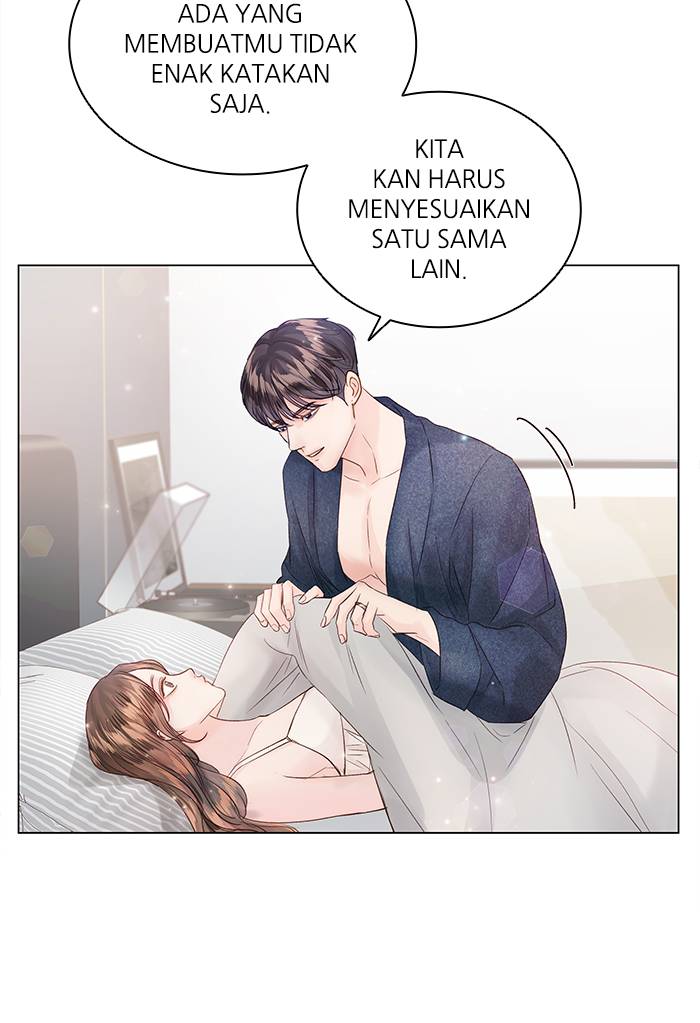 ADA YANG
MEMBUATMU TIDAK
ENAK KATAKAN
SAJA.
KITA
KAN HARUS
MENYESUAIKAN
SATU SAMA
LAIN.